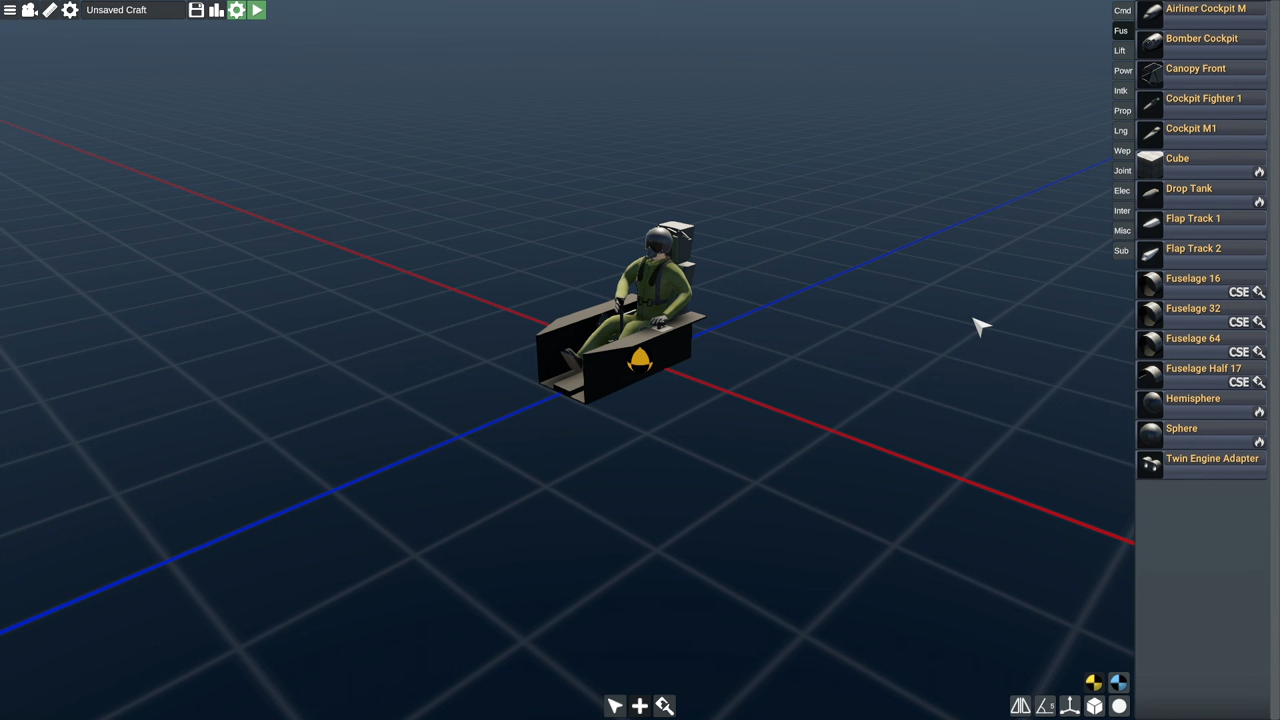 Unsaved Craft
Cmd
Fus
Lift
Powr
Intk
Prop
Lng
Wep
Joint
Elec
Inter
Misc
Sub
Airliner Cockpit M
Bomber Cockpit
Canopy Front
Cockpit Fighter 1
Cockpit M1
Cube
Drop Tank
Flap Track 1
Flap Track 2
Fuselage 16
CSE
Fuselage 32
CSE
Fuselage 64
CSE
Fuselage Half 17
CSE
Hemisphere
Sphere
Twin Engine Adapter
5